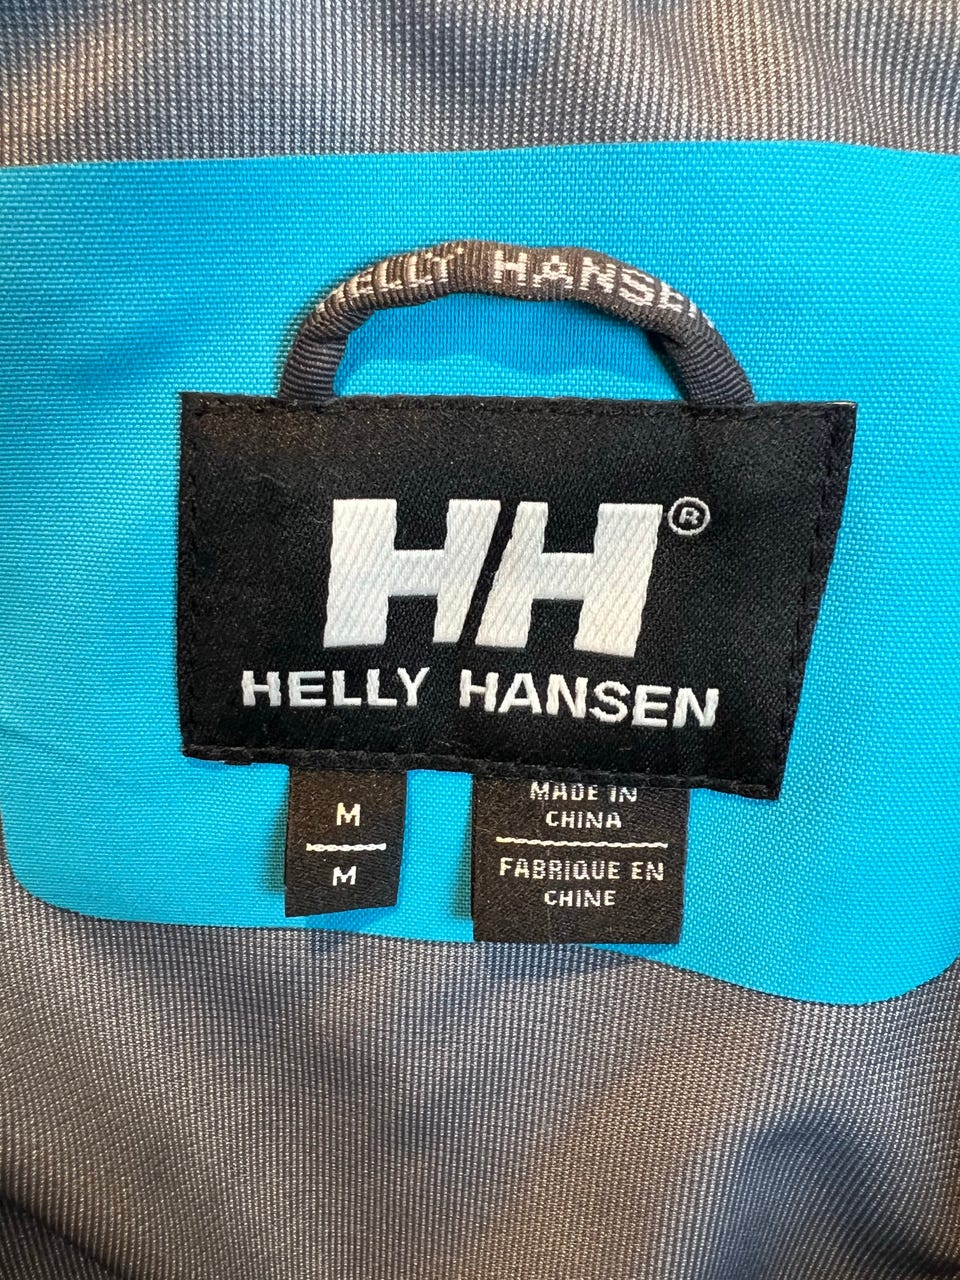 HELLY HANSEN
HH®
HELLY HANSEN
M
M
MADE IN
CHINA
FABRIQUE EN
CHINE